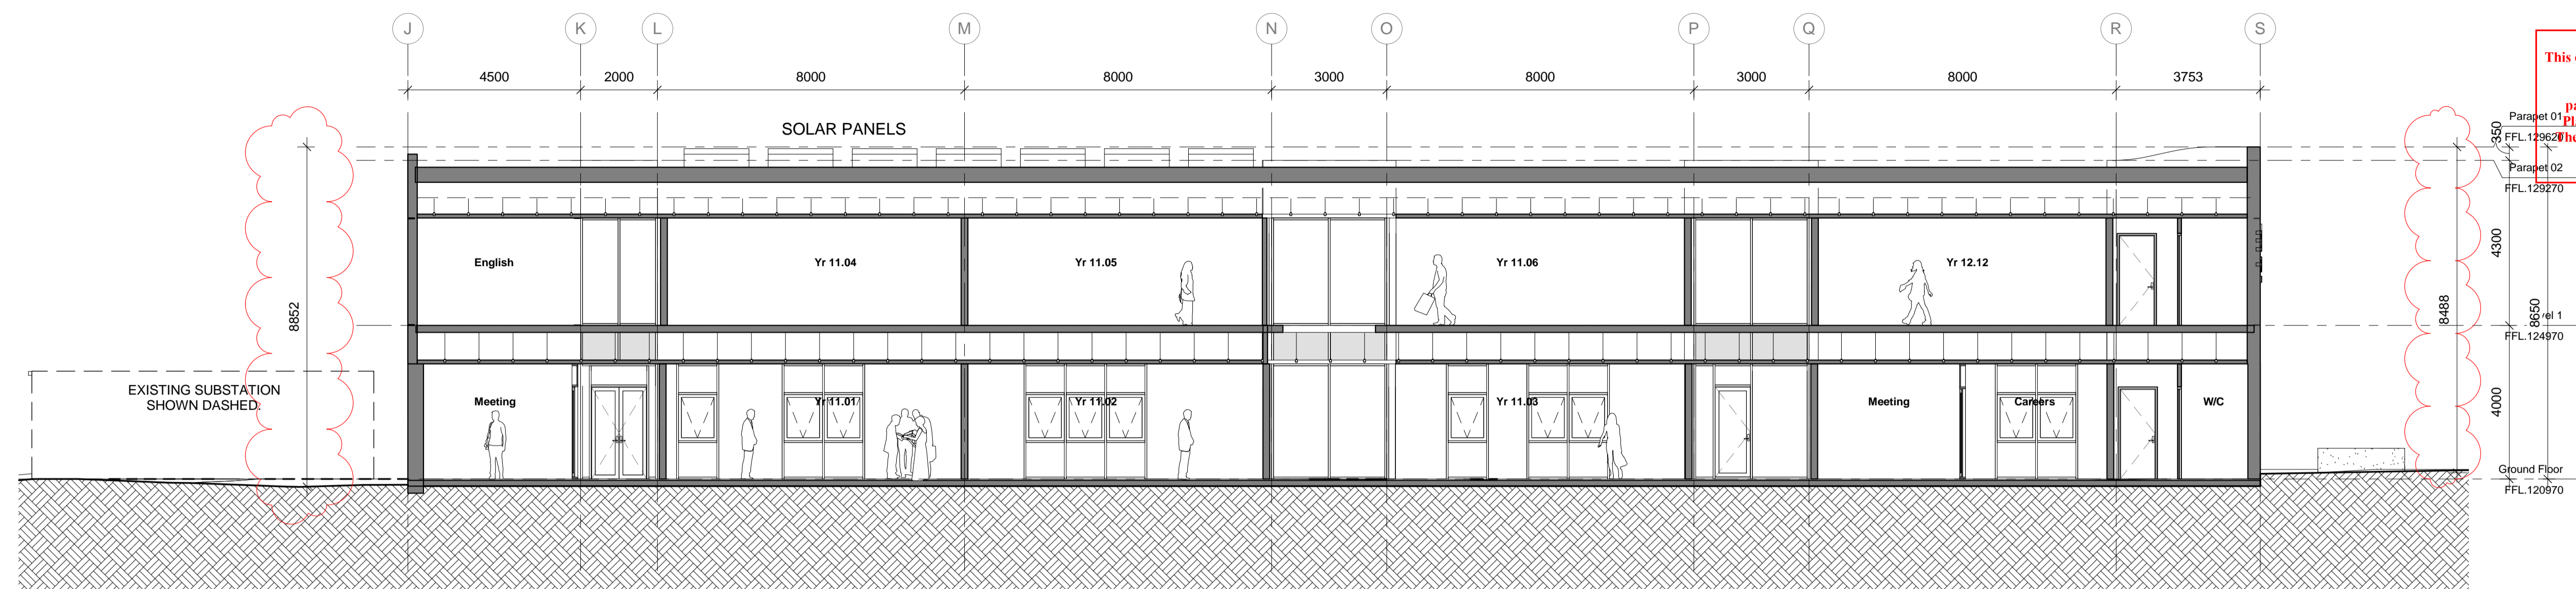 J K L M N O P Q R S
4500 2000 8000 8000 3000 8000 3000 8000 3753
This
SOLAR PANELS
Parapet 01
FFL.129620
350
Parapet 02
FFL.129270
English Yr 11.04 Yr 11.05 Yr 11.06 Yr 12.12
4300
8852
8488
8650
FFL.124970
EXISTING SUBSTATION
SHOWN DASHED.
Meeting Yr 11.01 Yr 11.02 Yr 11.03 Meeting Careers W/C
4000
Ground Floor
FFL.120970